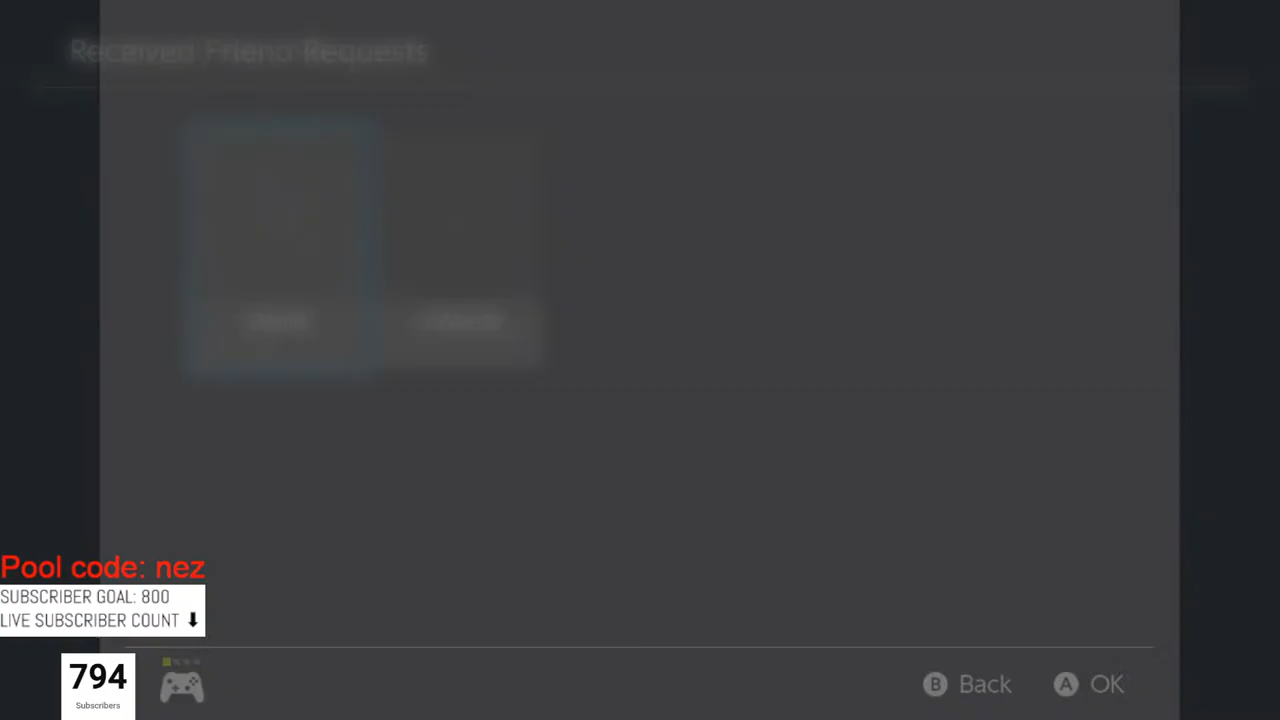 Received Friend Requests
Pool code: nez
SUBSCRIBER GOAL: 800
LIVE SUBSCRIBER COUNT ⬇
794
Subscribers
B Back
A OK